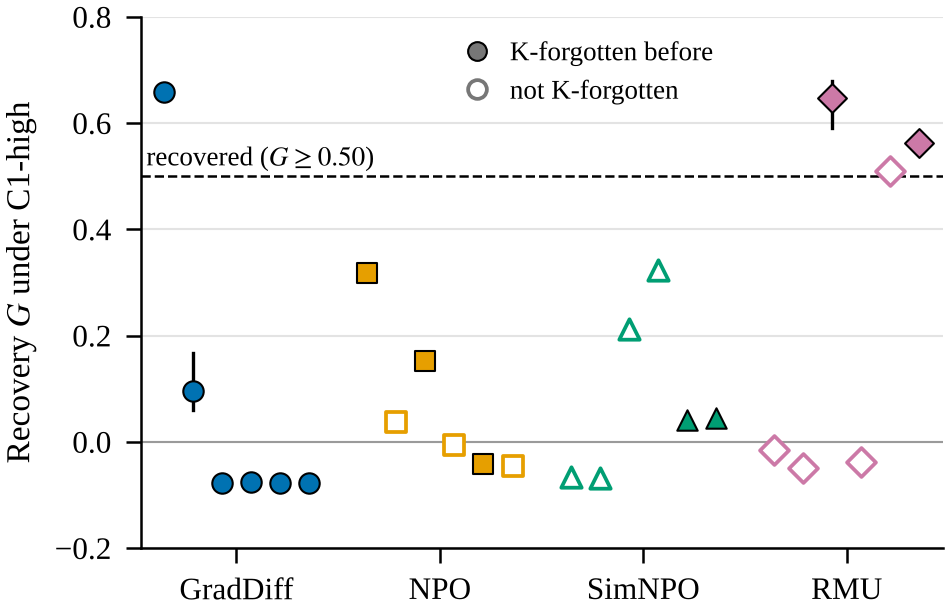 0.8
K-forgotten before
not K-forgotten
0.6
recovered (G ≥ 0.50)
0.4
0.2
0.0
−0.2
Recovery G under C1-high
GradDiff
NPO
SimNPO
RMU